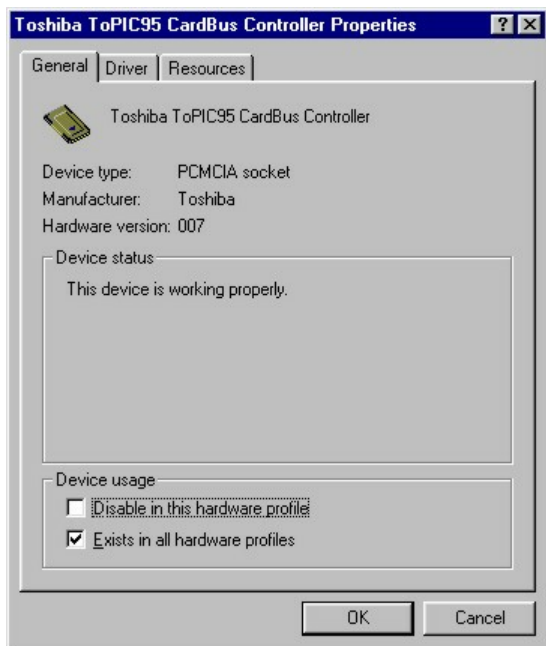 Toshiba ToPIC95 CardBus Controller Properties
General Driver Resources
Toshiba ToPIC95 CardBus Controller
Device type: PCMCIA socket
Manufacturer: Toshiba
Hardware version: 007
Device status
This device is working properly.
Device usage
Disable in this hardware profile
Exists in all hardware profiles
OK Cancel